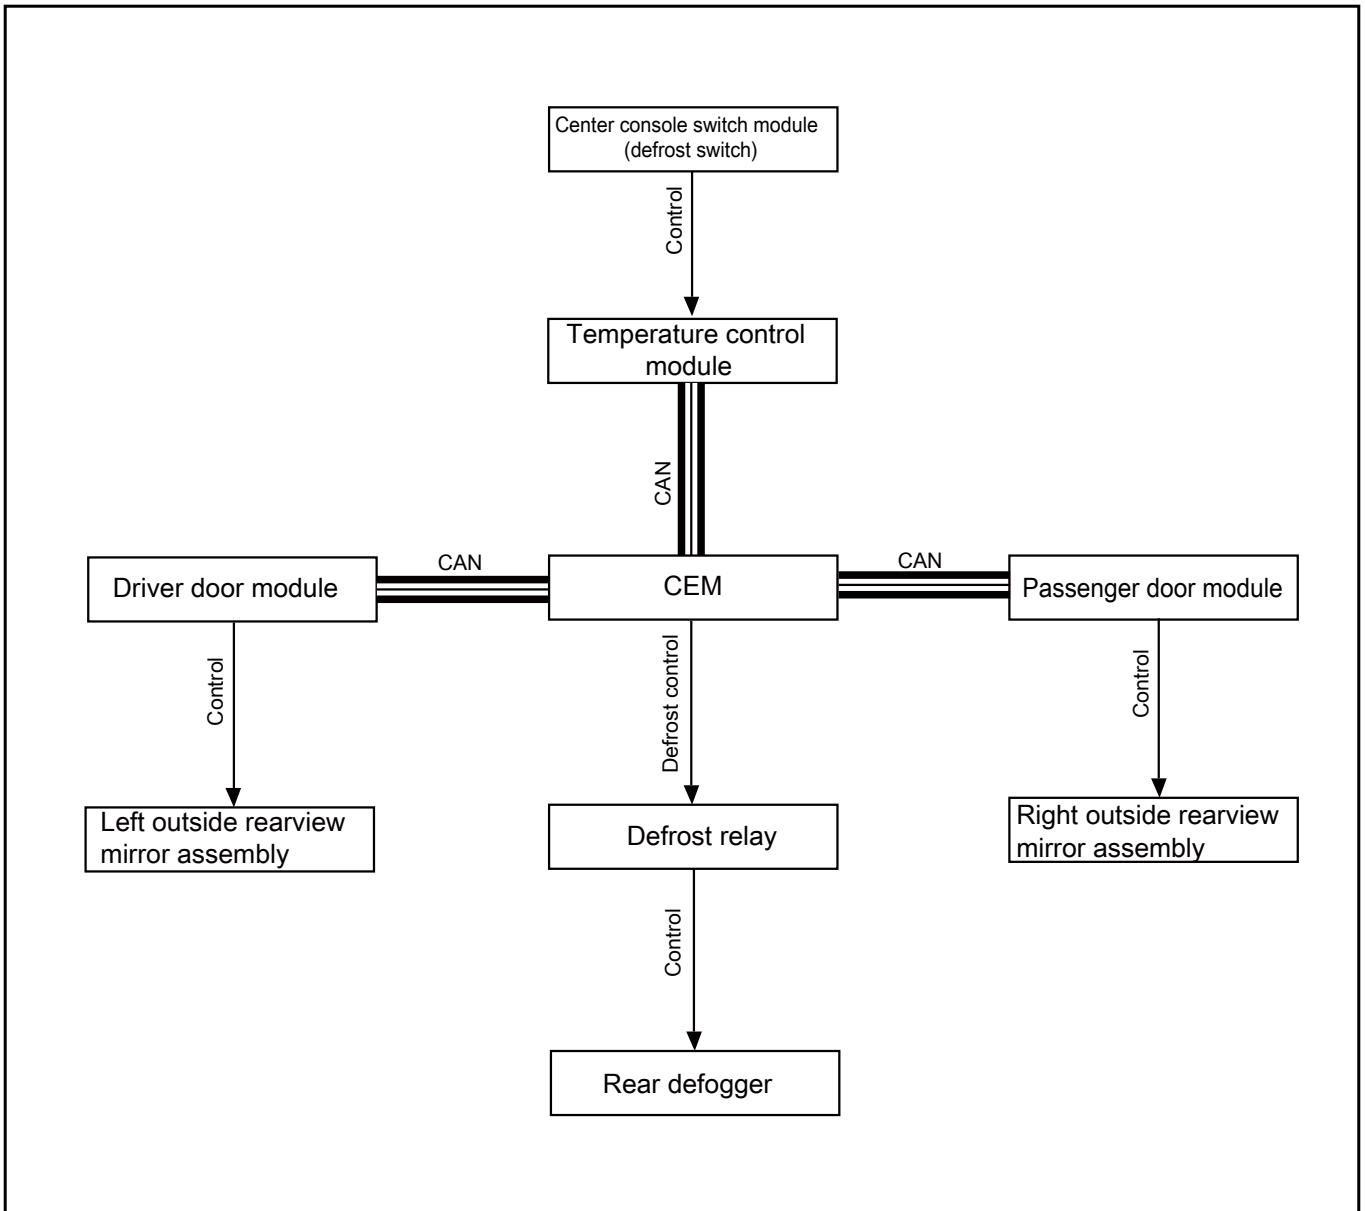 Center console switch module
(defrost switch)
Control
Temperature control
module
CAN
CAN
CAN
Driver door module
CEM
Passenger door module
Control
Defrost control
Control
Left outside rearview
mirror assembly
Defrost relay
Right outside rearview
mirror assembly
Control
Rear defogger